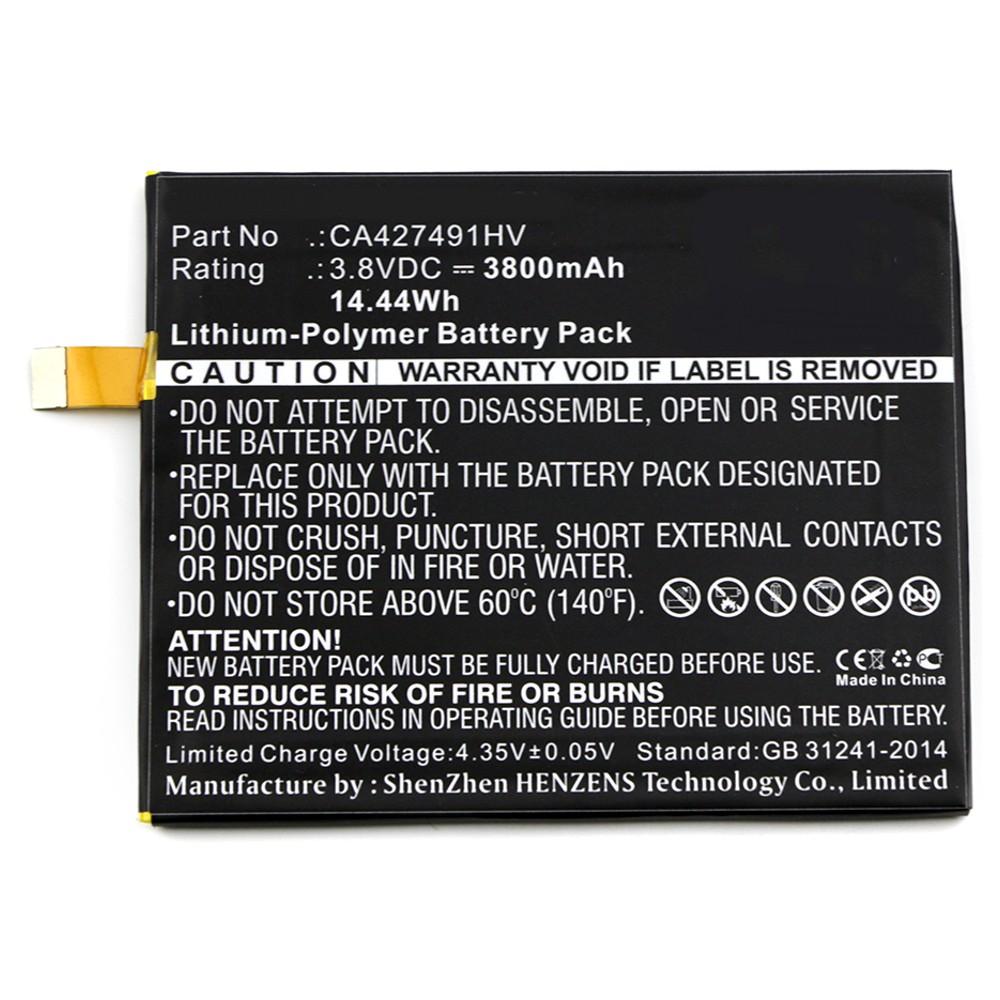 Part No .:CA427491HV
Rating .:3.8VDC ⎓ 3800mAh
14.44Wh
Lithium-Polymer Battery Pack
CAUTION WARRANTY VOID IF LABEL IS REMOVED
•DO NOT ATTEMPT TO DISASSEMBLE, OPEN OR SERVICE
THE BATTERY PACK.
•REPLACE ONLY WITH THE BATTERY PACK DESIGNATED
FOR THIS PRODUCT.
•DO NOT CRUSH, PUNCTURE, SHORT EXTERNAL CONTACTS
OR DISPOSE OF IN FIRE OR WATER.
•DO NOT STORE ABOVE 60°C (140°F). Pb
ATTENTION!
NEW BATTERY PACK MUST BE FULLY CHARGED BEFORE USE. CE
Made In China
TO REDUCE RISK OF FIRE OR BURNS
READ INSTRUCTIONS IN OPERATING GUIDE BEFORE USING THE BATTERY.
Limited Charge Voltage:4.35V±0.05V Standard:GB 31241-2014
Manufacture by : ShenZhen HENZENS Technology Co., Limited